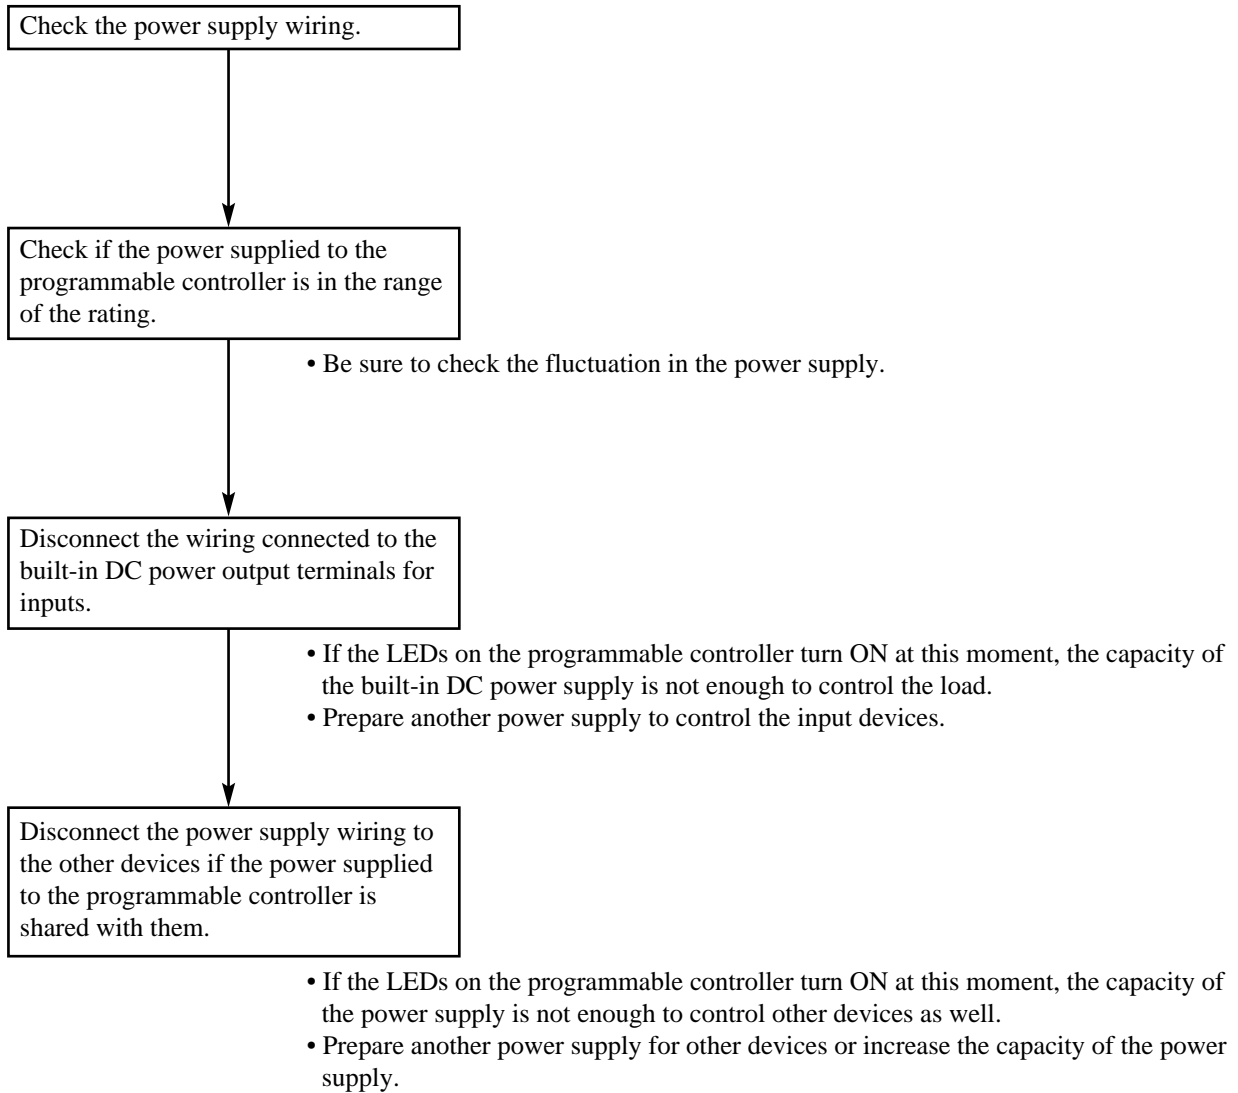 Check the power supply wiring.
Check if the power supplied to the
programmable controller is in the range
of the rating.
• Be sure to check the fluctuation in the power supply.
Disconnect the wiring connected to the
built-in DC power output terminals for
inputs.
• If the LEDs on the programmable controller turn ON at this moment, the capacity of
the built-in DC power supply is not enough to control the load.
• Prepare another power supply to control the input devices.
Disconnect the power supply wiring to
the other devices if the power supplied
to the programmable controller is
shared with them.
• If the LEDs on the programmable controller turn ON at this moment, the capacity of
the power supply is not enough to control other devices as well.
• Prepare another power supply for other devices or increase the capacity of the power
supply.